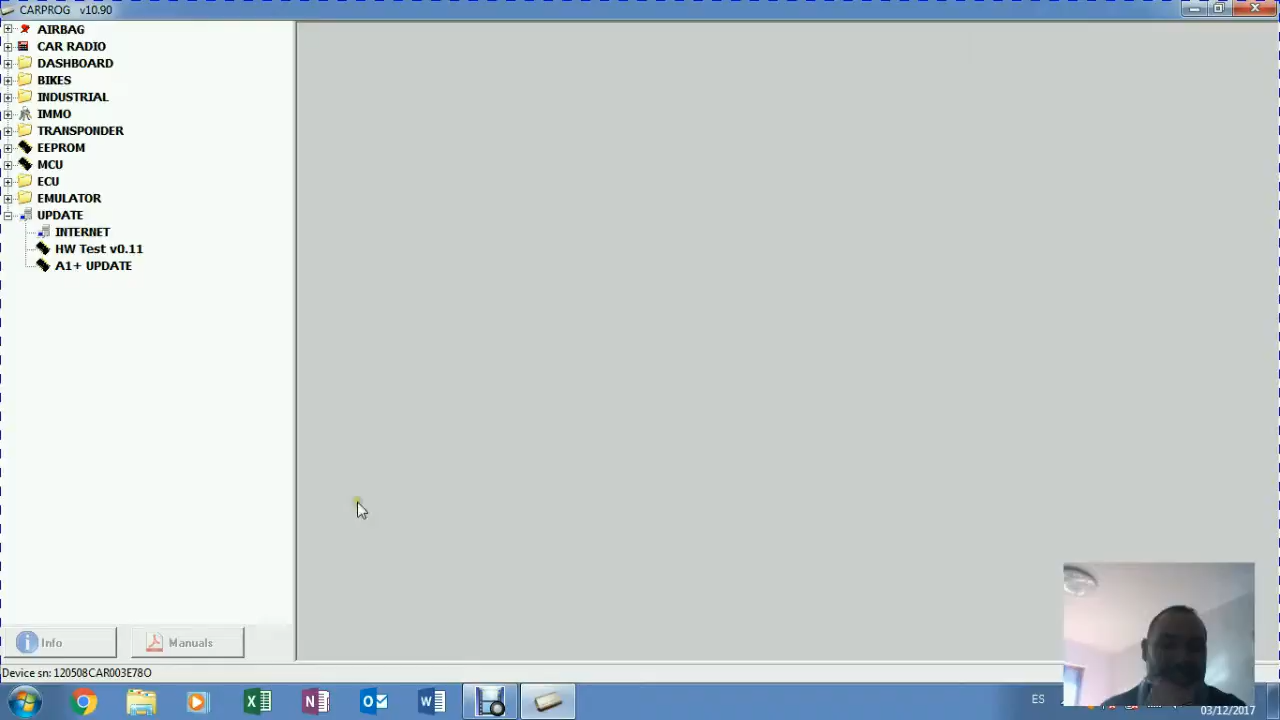 CARPROG v10.90
AIRBAG
CAR RADIO
DASHBOARD
BIKES
INDUSTRIAL
IMMO
TRANSPONDER
EEPROM
MCU
ECU
EMULATOR
UPDATE
INTERNET
HW Test v0.11
A1+ UPDATE
Info
Manuals
Device sn: 120508CAR003E78O
ES
03/12/2017